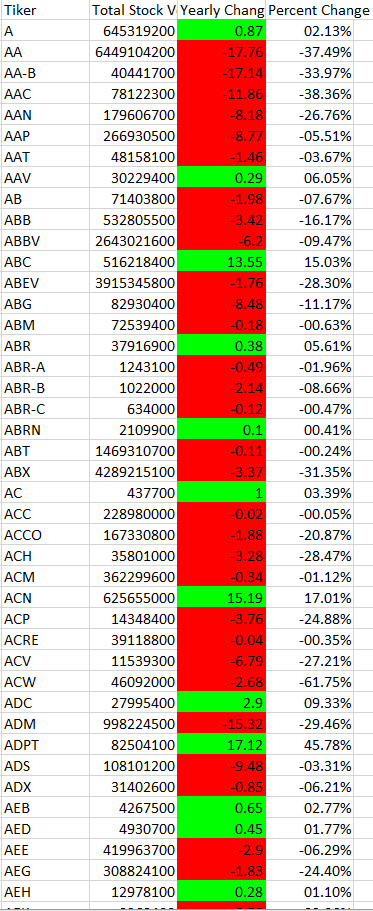 Tiker Total Stock V Yearly Chang Percent Change
A 645319200 0.87 02.13%
AA 6449104200 -17.76 -37.49%
AA-B 40441700 -17.14 -33.97%
AAC 78122300 -11.86 -38.36%
AAN 179606700 -8.18 -26.76%
AAP 266930500 -8.77 -05.51%
AAT 48158100 -1.46 -03.67%
AAV 30229400 0.29 06.05%
AB 71403800 -1.98 -07.67%
ABB 532805500 -3.42 -16.17%
ABBV 2643021600 -6.2 -09.47%
ABC 516218400 13.55 15.03%
ABEV 3915345800 -1.76 -28.30%
ABG 82930400 -8.48 -11.17%
ABM 72539400 -0.18 -00.63%
ABR 37916900 0.38 05.61%
ABR-A 1243100 -0.49 -01.96%
ABR-B 1022000 -2.14 -08.66%
ABR-C 634000 -0.12 -00.47%
ABRN 2109900 0.1 00.41%
ABT 1469310700 -0.11 -00.24%
ABX 4289215100 -3.37 -31.35%
AC 437700 1 03.39%
ACC 228980000 -0.02 -00.05%
ACCO 167330800 -1.88 -20.87%
ACH 35801000 -3.28 -28.47%
ACM 362299600 -0.34 -01.12%
ACN 625655000 15.19 17.01%
ACP 14348400 -3.76 -24.88%
ACRE 39118800 -0.04 -00.35%
ACV 11539300 -6.79 -27.21%
ACW 46092000 -2.68 -61.75%
ADC 27995400 2.9 09.33%
ADM 998224500 -15.32 -29.46%
ADPT 82504100 17.12 45.78%
ADS 108101200 -9.48 -03.31%
ADX 31402600 -0.85 -06.21%
AEB 4267500 0.65 02.77%
AED 4930700 0.45 01.77%
AEE 419963700 -2.9 -06.29%
AEG 308824100 -1.83 -24.40%
AEH 12978100 0.28 01.10%